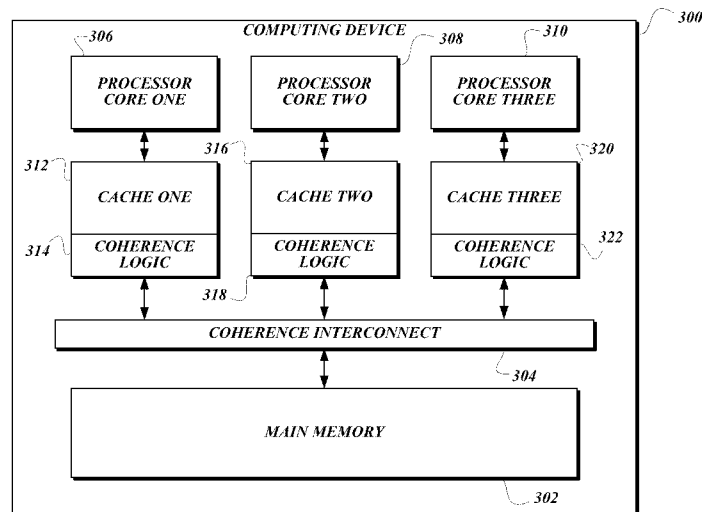 COMPUTING DEVICE
300
306
308
310
PROCESSOR
CORE ONE
PROCESSOR
CORE TWO
PROCESSOR
CORE THREE
312
316
320
CACHE ONE
CACHE TWO
CACHE THREE
314
COHERENCE
LOGIC
318
COHERENCE
LOGIC
COHERENCE
LOGIC
322
COHERENCE INTERCONNECT
304
MAIN MEMORY
302